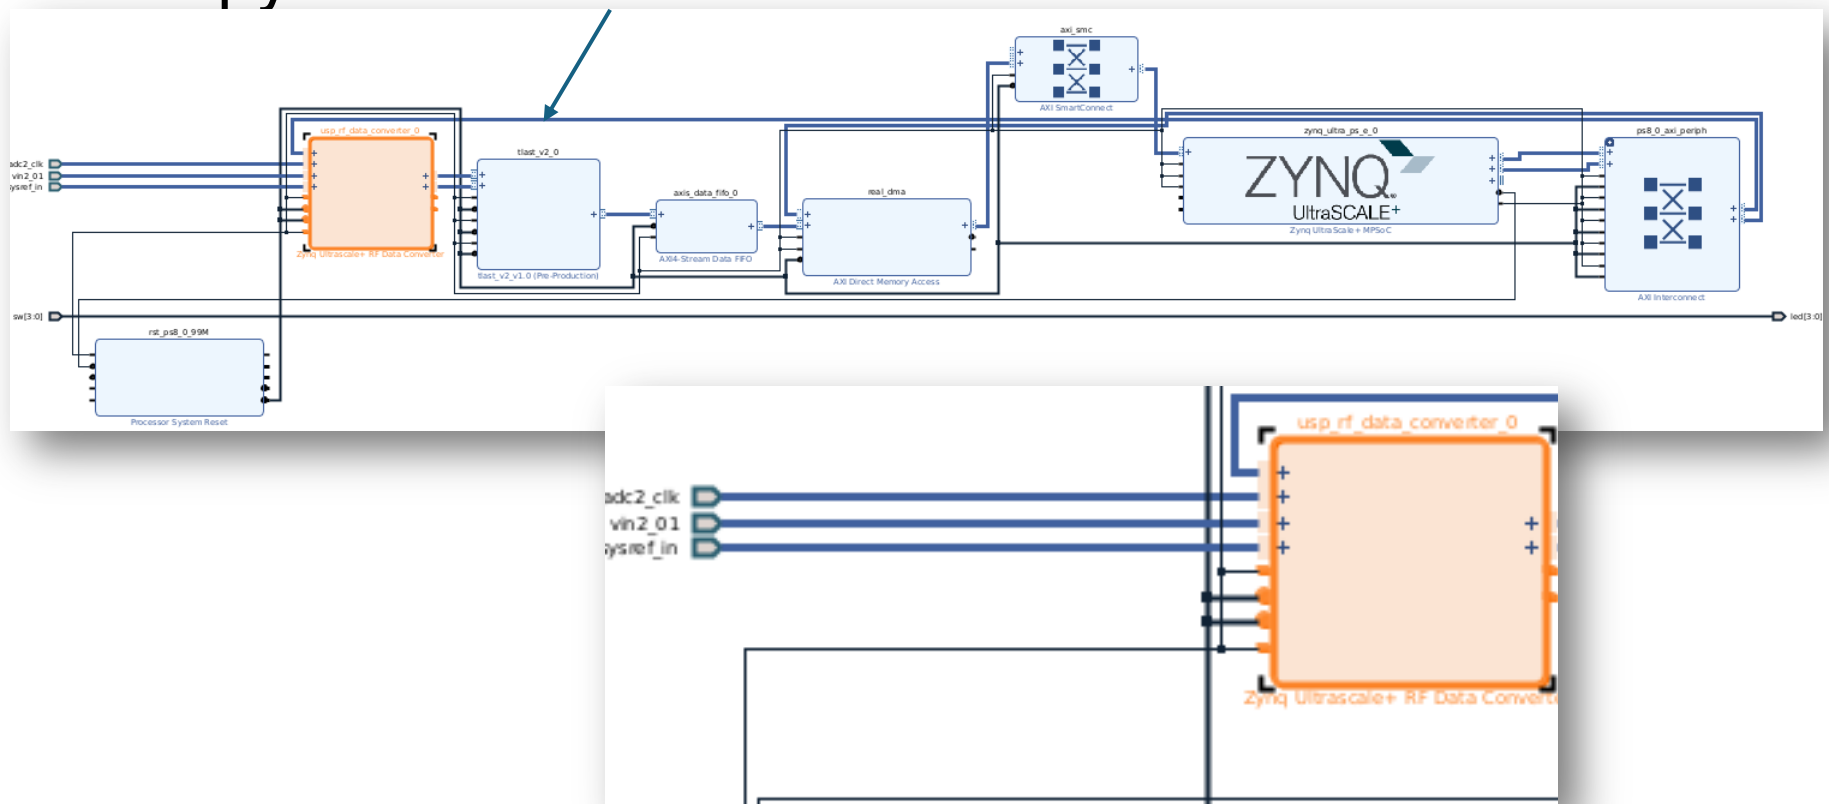 axi_smc
AXI SmartConnect
usp_rf_data_converter_0
zynq_ultra_ps_e_0
ps8_0_axi_periph
tlast_v2_0
adc2_clk
vin2_01
sysref_in
axis_data_fifo_0
real_dma
ZYNQ
UltraSCALE+
Zynq UltraScale+ MPSoC
Zynq Ultrascale+ RF Data Converter
AXI4-Stream Data FIFO
tlast_v2_v1.0 (Pre-Production)
AXI Direct Memory Access
AXI Interconnect
sw[3:0]
led[3:0]
rst_ps8_0_99M
Processor System Reset
usp_rf_data_converter_0
adc2_clk
vin2_01
sysref_in
Zynq Ultrascale+ RF Data Converte